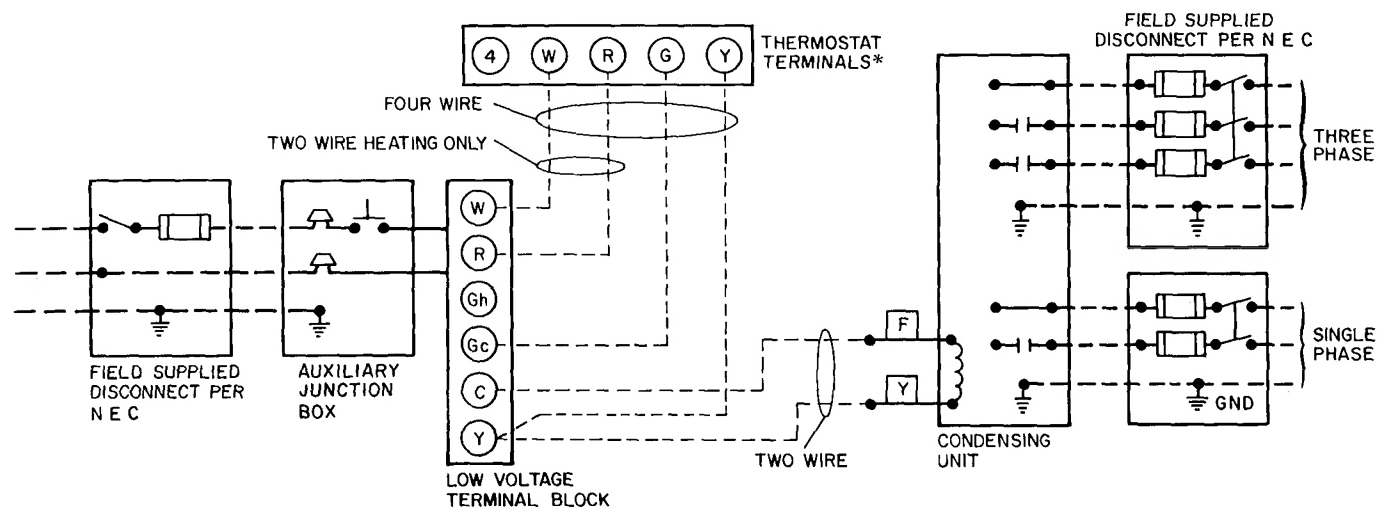 FIELD SUPPLIED
DISCONNECT PER N E C
4 W R G Y
THERMOSTAT
TERMINALS*
FOUR WIRE
TWO WIRE HEATING ONLY
THREE
PHASE
W
R
Gh
Gc
C
Y
F
Y
SINGLE
PHASE
GND
FIELD SUPPLIED
DISCONNECT PER
N E C
AUXILIARY
JUNCTION
BOX
TWO WIRE
CONDENSING
UNIT
LOW VOLTAGE
TERMINAL BLOCK